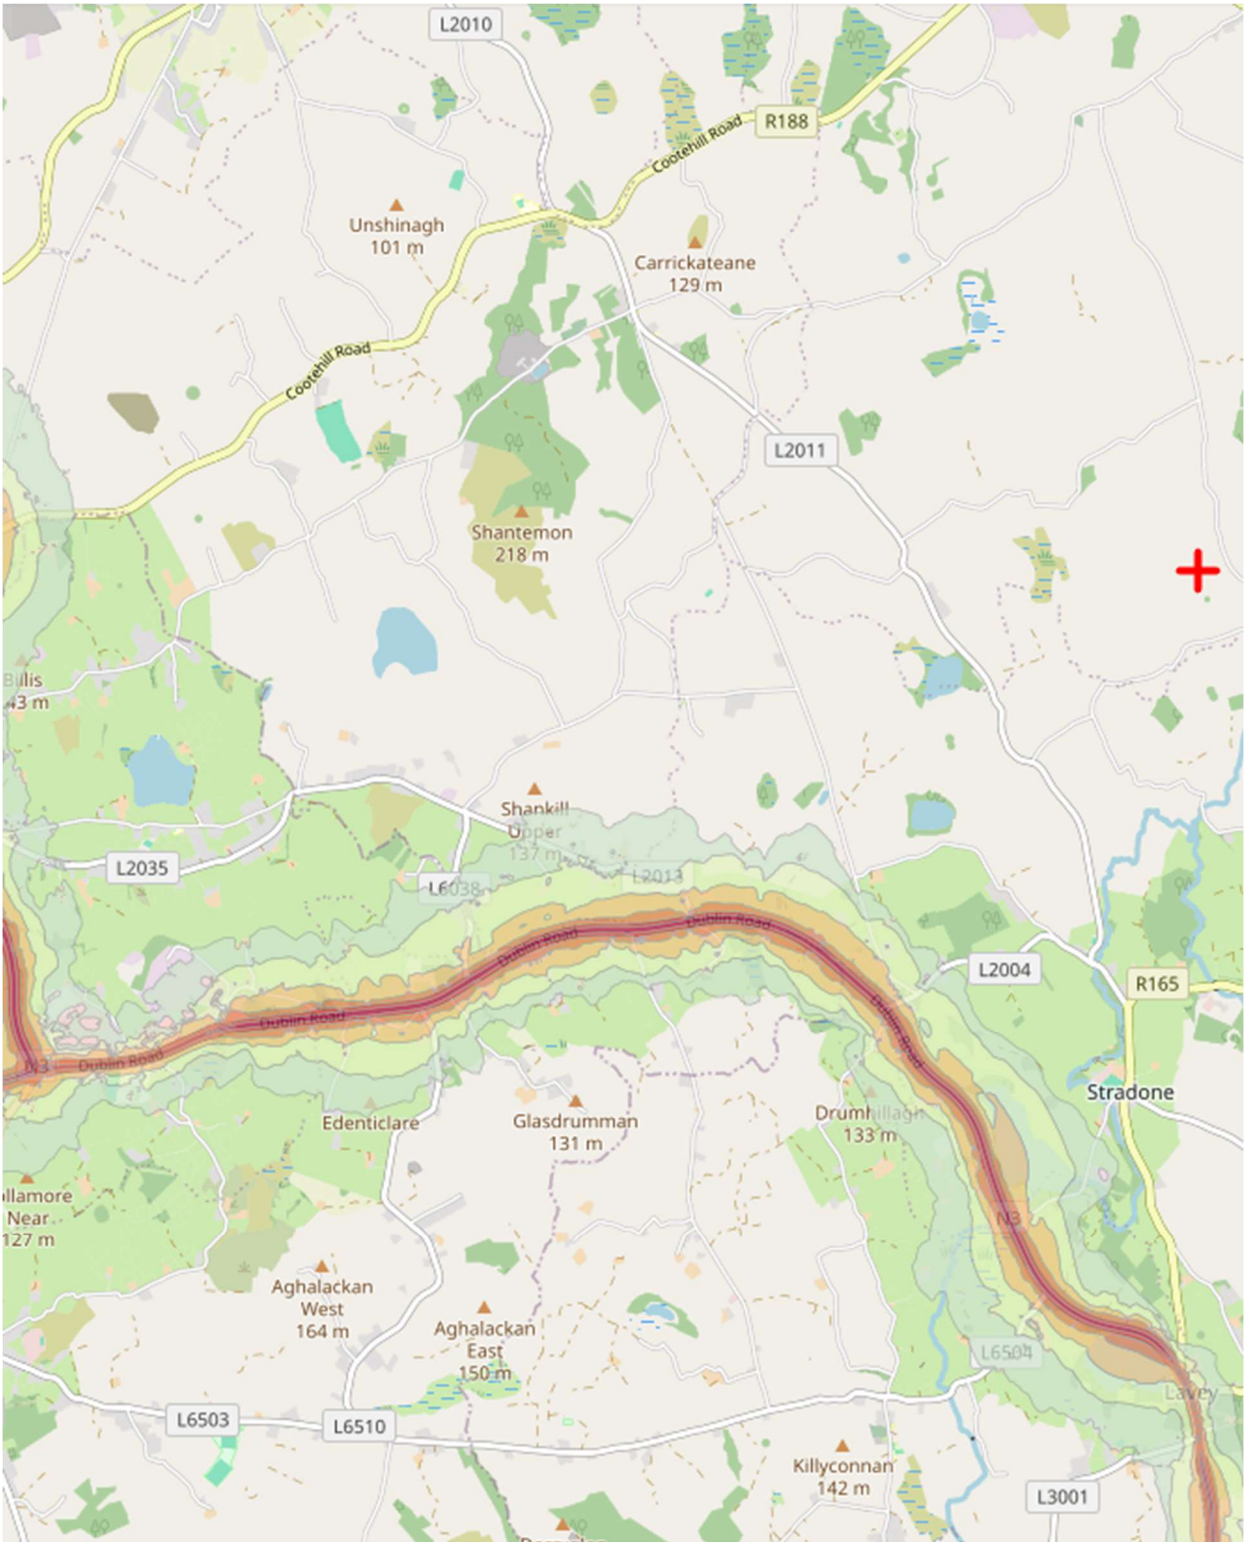 L2010
R188
Cootehill Road
Unshinagh
101 m
Carrickateane
129 m
Cootehill Road
L2011
Shantemon
218 m
Billis
43 m
Shankill
Upper
137 m
L2035
L6038
L2013
Dublin Road
Dublin Road
L2004
R165
Dublin Road
Dublin Road
N3
Dublin Road
Stradone
Edenticlare
Glasdrumman
131 m
Drumhillagh
133 m
ollamore
Near
127 m
N3
Aghalackan
West
164 m
Aghalackan
East
150 m
L6504
Lavey
L6503
L6510
Killyconnan
142 m
L3001